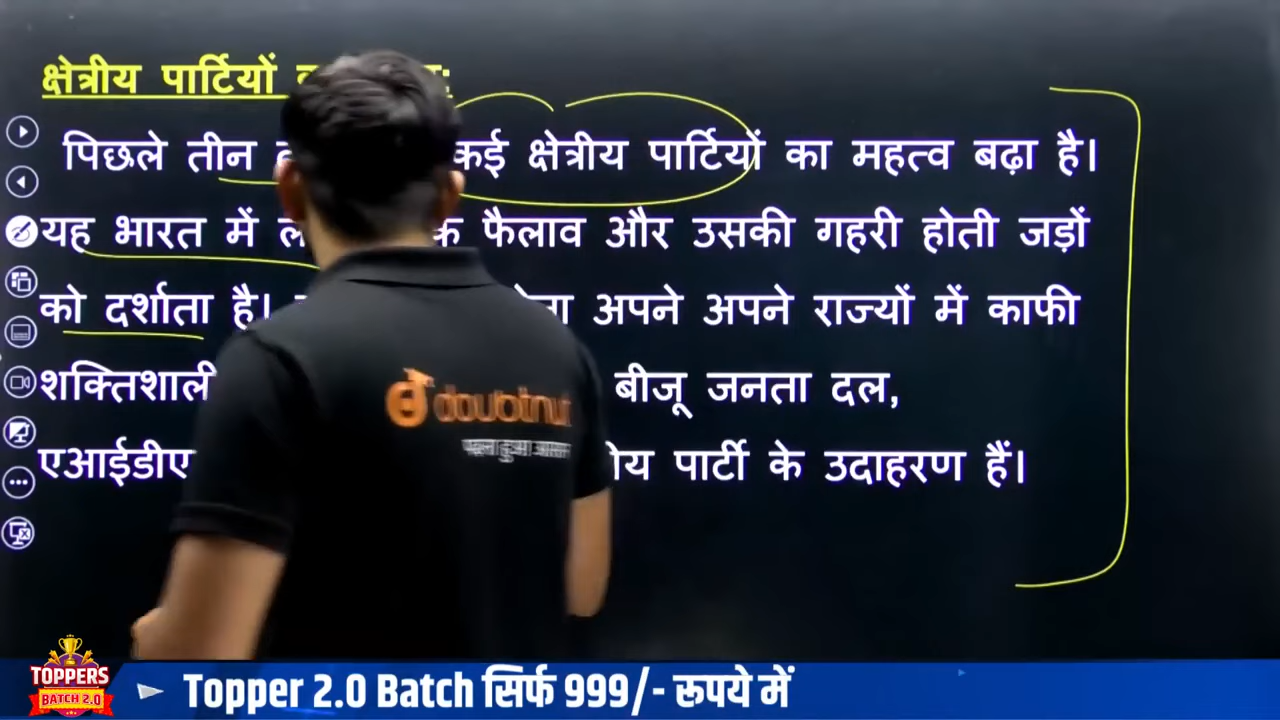 क्षेत्रीय पार्टियों
पिछले तीन कई क्षेत्रीय पार्टियों का महत्व बढ़ा है।
यह भारत में के फैलाव और उसकी गहरी होती जड़ों
को दर्शाता है। अपने अपने राज्यों में काफी
शक्तिशाली बीजू जनता दल,
पार्टी के उदाहरण हैं।
doubtnut
TOPPERS
BATCH 2.0
Topper 2.0 Batch सिर्फ 999/- रूपये में